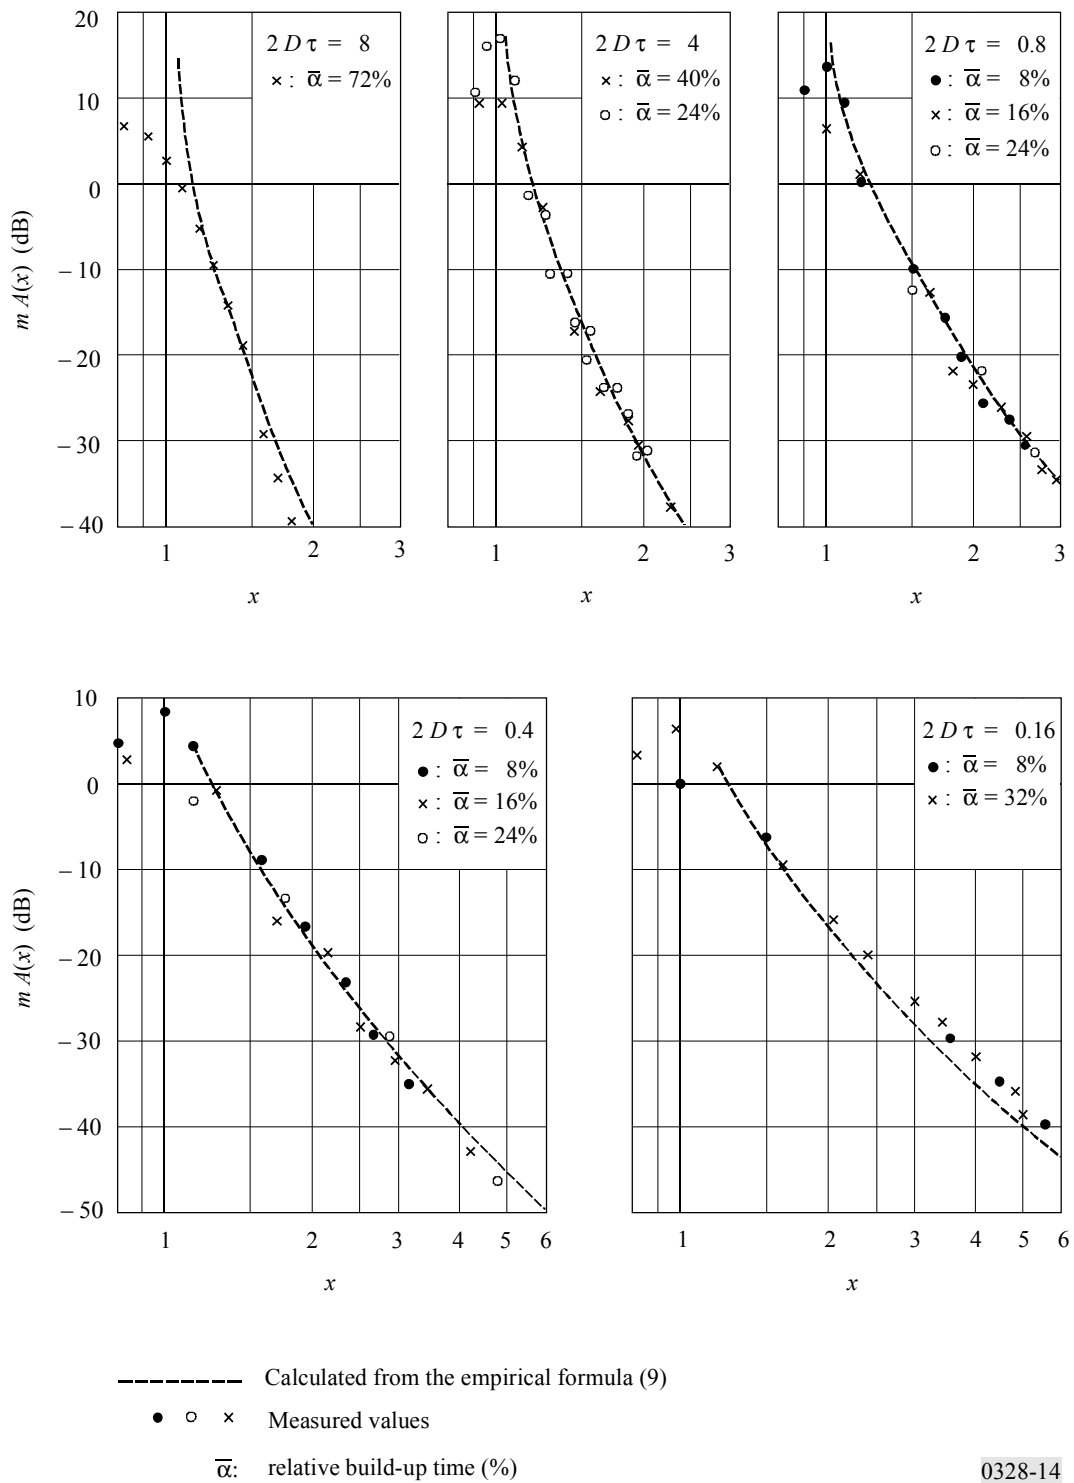 20
10
0
– 10
– 20
– 30
– 40
m A(x) (dB)
2 D τ = 8
×: ᾱ = 72%
1
2
3
x
2 D τ = 4
×: ᾱ = 40%
○: ᾱ = 24%
1
2
3
x
2 D τ = 0.8
●: ᾱ = 8%
×: ᾱ = 16%
○: ᾱ = 24%
1
2
3
x
10
0
– 10
– 20
– 30
– 40
– 50
m A(x) (dB)
2 D τ = 0.4
●: ᾱ = 8%
×: ᾱ = 16%
○: ᾱ = 24%
1
2
3
4
5
6
x
2 D τ = 0.16
●: ᾱ = 8%
×: ᾱ = 32%
1
2
3
4
5
6
x
Calculated from the empirical formula (9)
● ○ × Measured values
ᾱ: relative build-up time (%)
0328-14